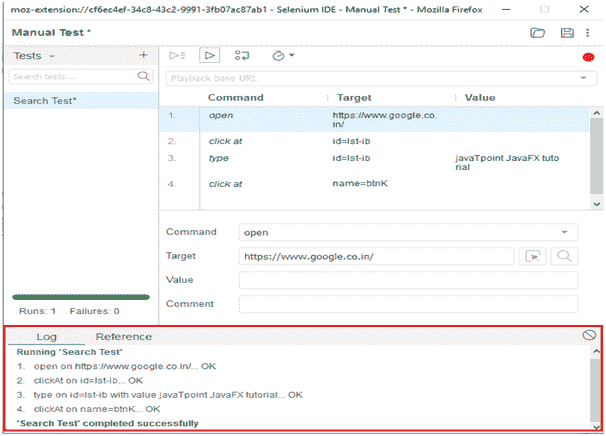 moz-extension://cf6ec4ef-34c8-43c2-9991-3fb07ac87ab1 - Selenium IDE - Manual Test * - Mozilla Firefox
Manual Test *
Tests
Search tests...
Search Test*
Playback base URL
Command Target Value
1. open https://www.google.co.
in/
2. click at id=lst-ib
3. type id=lst-ib javaTpoint JavaFX tuto
rial
4. click at name=btnK
Command open
Target https://www.google.co.in/
Value
Comment
Runs: 1 Failures: 0
Log Reference
Running 'Search Test'
1. open on https://www.google.co.in/... OK
2. clickAt on id=lst-ib... OK
3. type on id=lst-ib with value javaTpoint JavaFX tutorial... OK
4. clickAt on name=btnK... OK
'Search Test' completed successfully